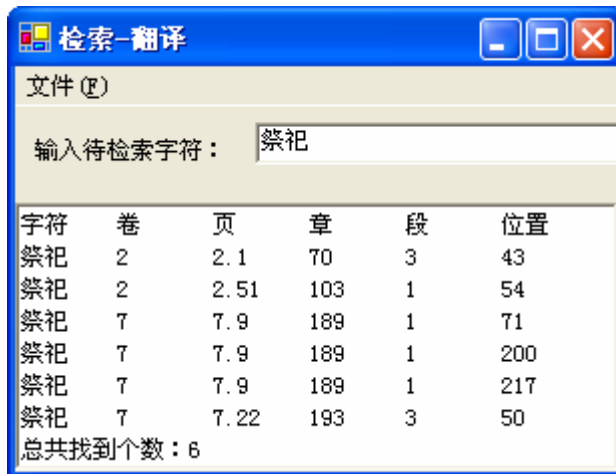 检索-翻译
文件(F)
输入待检索字符： 祭祀
字符 卷 页 章 段 位置
祭祀 2 2.1 70 3 43
祭祀 2 2.51 103 1 54
祭祀 7 7.9 189 1 71
祭祀 7 7.9 189 1 200
祭祀 7 7.9 189 1 217
祭祀 7 7.22 193 3 50
总共找到个数：6